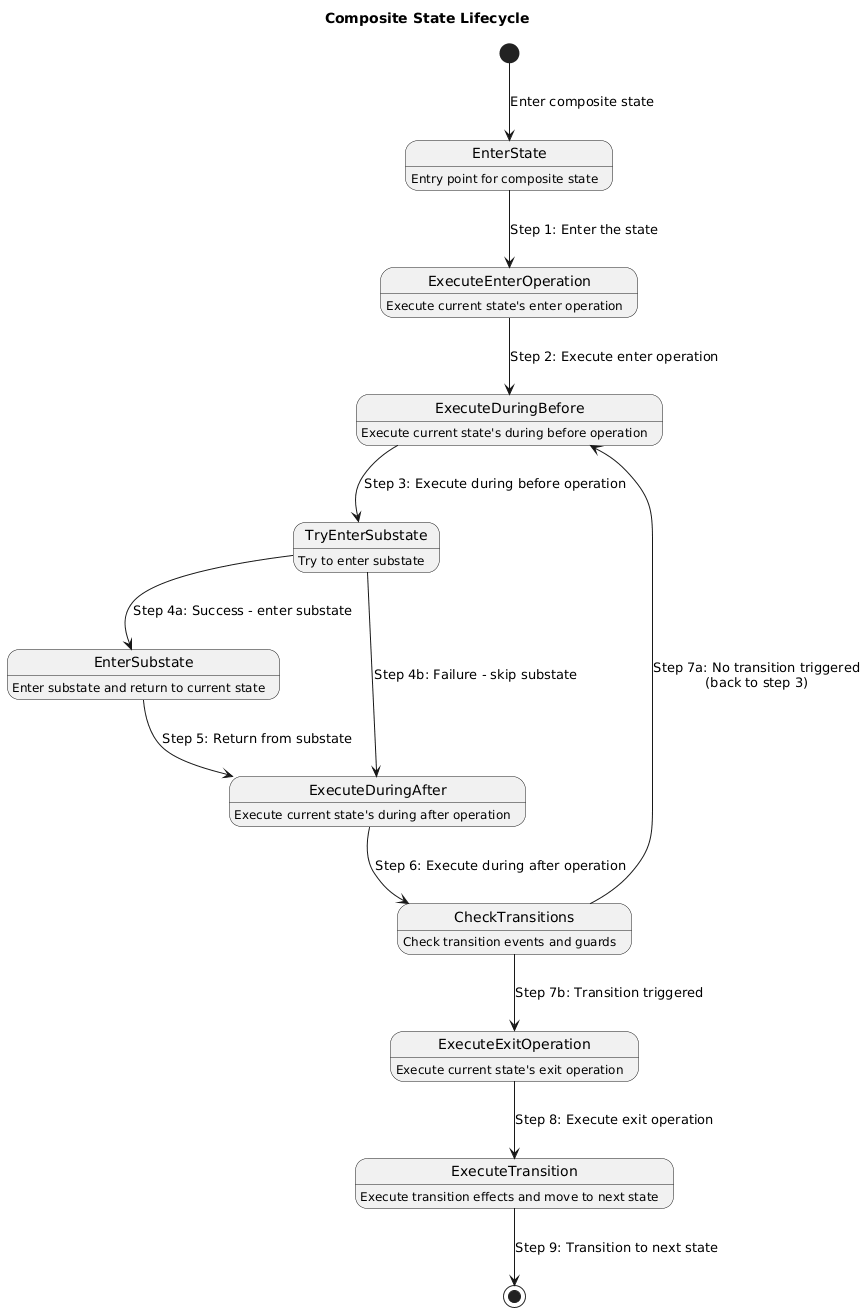 Composite State Lifecycle
Enter composite state
EnterState
Entry point for composite state
Step 1: Enter the state
ExecuteEnterOperation
Execute current state's enter operation
Step 2: Execute enter operation
ExecuteDuringBefore
Execute current state's during before operation
Step 3: Execute during before operation
TryEnterSubstate
Try to enter substate
Step 4a: Success - enter substate
EnterSubstate
Enter substate and return to current state
Step 4b: Failure - skip substate
Step 7a: No transition triggered
(back to step 3)
Step 5: Return from substate
ExecuteDuringAfter
Execute current state's during after operation
Step 6: Execute during after operation
CheckTransitions
Check transition events and guards
Step 7b: Transition triggered
ExecuteExitOperation
Execute current state's exit operation
Step 8: Execute exit operation
ExecuteTransition
Execute transition effects and move to next state
Step 9: Transition to next state